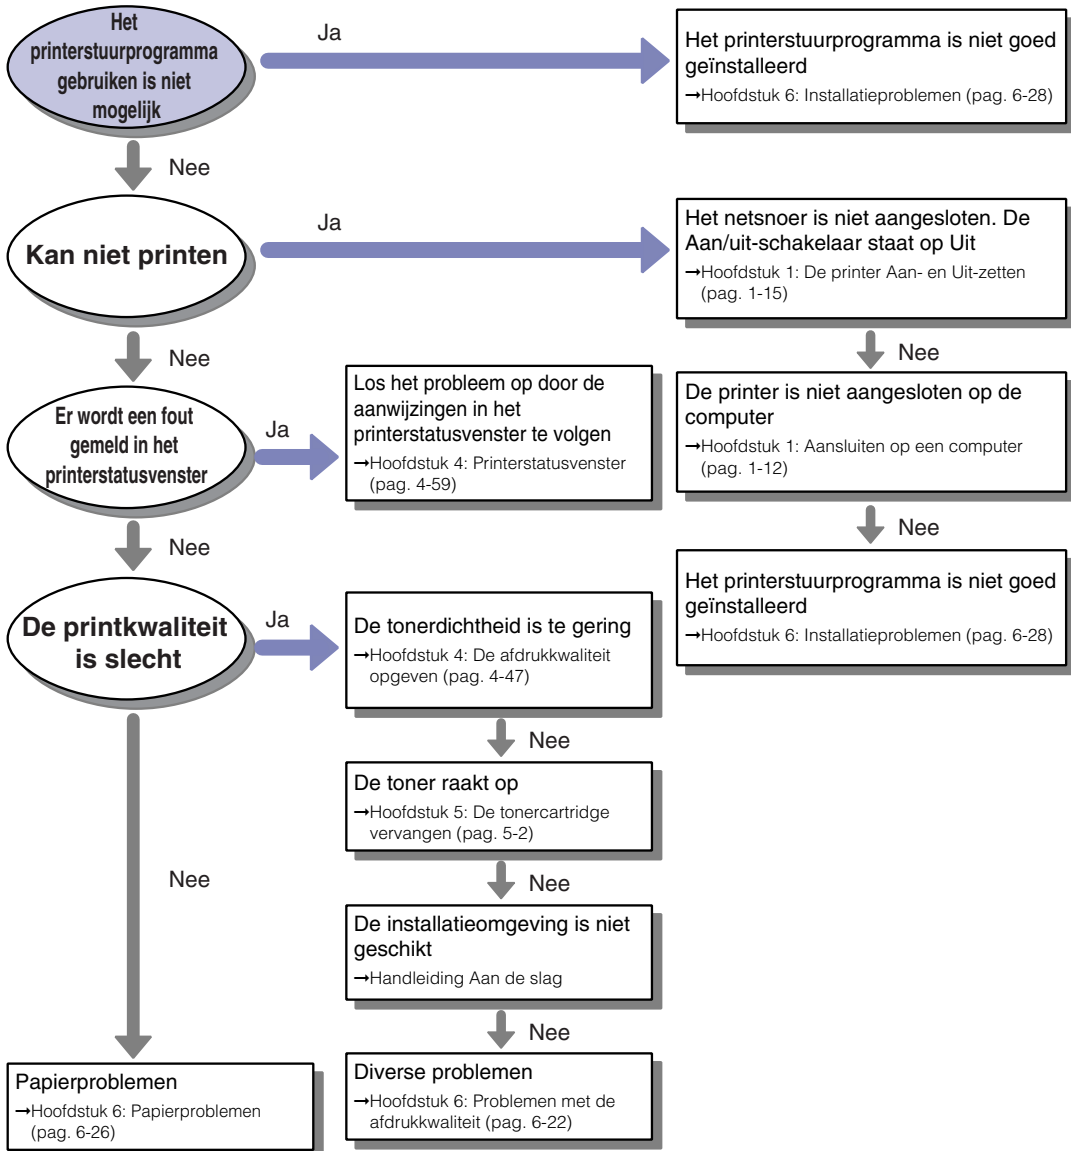 Het
printerstuurprogramma
gebruiken is niet
mogelijk
Ja
Het printerstuurprogramma is niet goed
geïnstalleerd
→Hoofdstuk 6: Installatieproblemen (pag. 6-28)
Nee
Kan niet printen
Ja
Het netsnoer is niet aangesloten. De
Aan/uit-schakelaar staat op Uit
→Hoofdstuk 1: De printer Aan- en Uit-zetten
(pag. 1-15)
Nee
De printer is niet aangesloten op de
computer
→Hoofdstuk 1: Aansluiten op een computer
(pag. 1-12)
Nee
Het printerstuurprogramma is niet goed
geïnstalleerd
→Hoofdstuk 6: Installatieproblemen (pag. 6-28)
Nee
Er wordt een fout
gemeld in het
printerstatusvenster
Ja
Los het probleem op door de
aanwijzingen in het
printerstatusvenster te volgen
→Hoofdstuk 4: Printerstatusvenster
(pag. 4-59)
Nee
De printkwaliteit
is slecht
Ja
De tonerdichtheid is te gering
→Hoofdstuk 4: De afdrukkwaliteit
opgeven (pag. 4-47)
Nee
De toner raakt op
→Hoofdstuk 5: De tonercartridge
vervangen (pag. 5-2)
Nee
De installatieomgeving is niet
geschikt
→Handleiding Aan de slag
Nee
Diverse problemen
→Hoofdstuk 6: Problemen met de
afdrukkwaliteit (pag. 6-22)
Nee
Papierproblemen
→Hoofdstuk 6: Papierproblemen
(pag. 6-26)